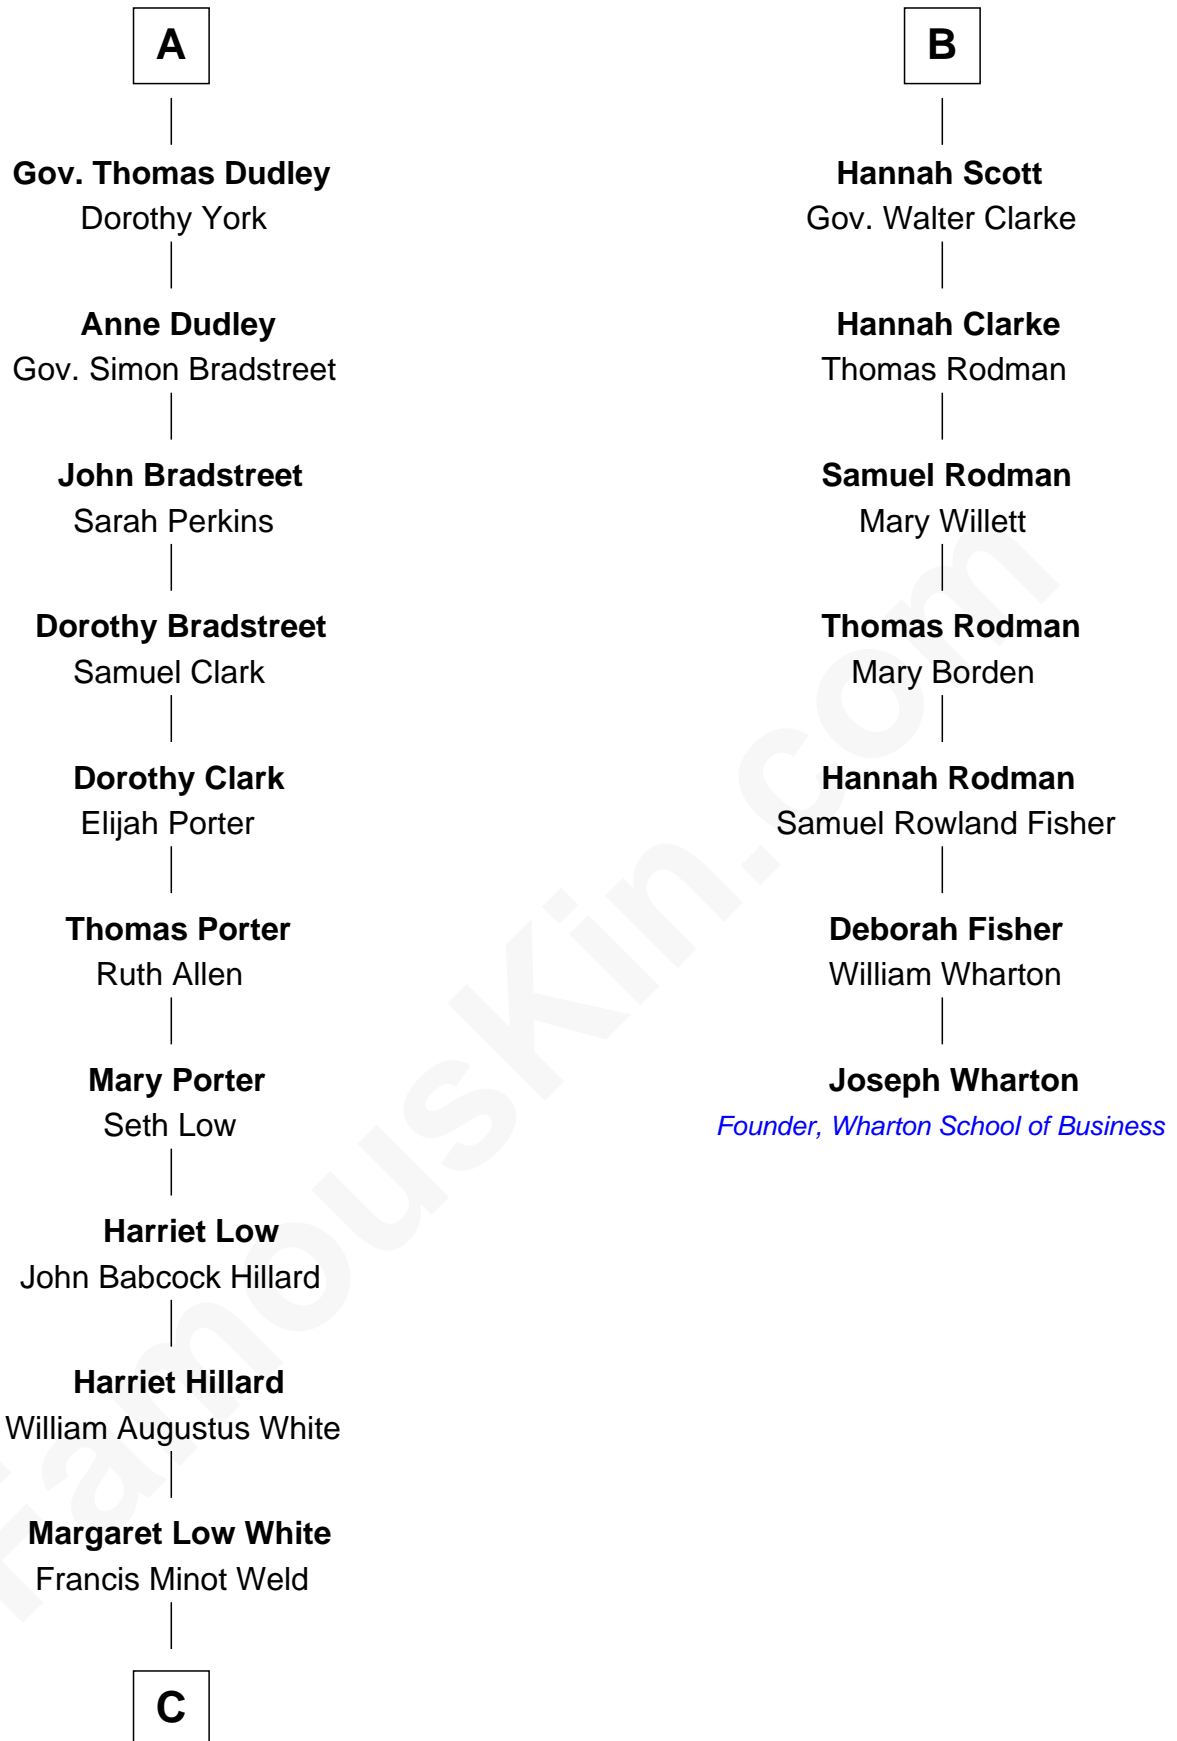 A
Gov. Thomas Dudley
Dorothy York
Anne Dudley
Gov. Simon Bradstreet
John Bradstreet
Sarah Perkins
Dorothy Bradstreet
Samuel Clark
Dorothy Clark
Elijah Porter
Thomas Porter
Ruth Allen
Mary Porter
Seth Low
Harriet Low
John Babcock Hillard
Harriet Hillard
William Augustus White
Margaret Low White
Francis Minot Weld
C
B
Hannah Scott
Gov. Walter Clarke
Hannah Clarke
Thomas Rodman
Samuel Rodman
Mary Willett
Thomas Rodman
Mary Borden
Hannah Rodman
Samuel Rowland Fisher
Deborah Fisher
William Wharton
Joseph Wharton
Founder, Wharton School of Business
FamousKin.com